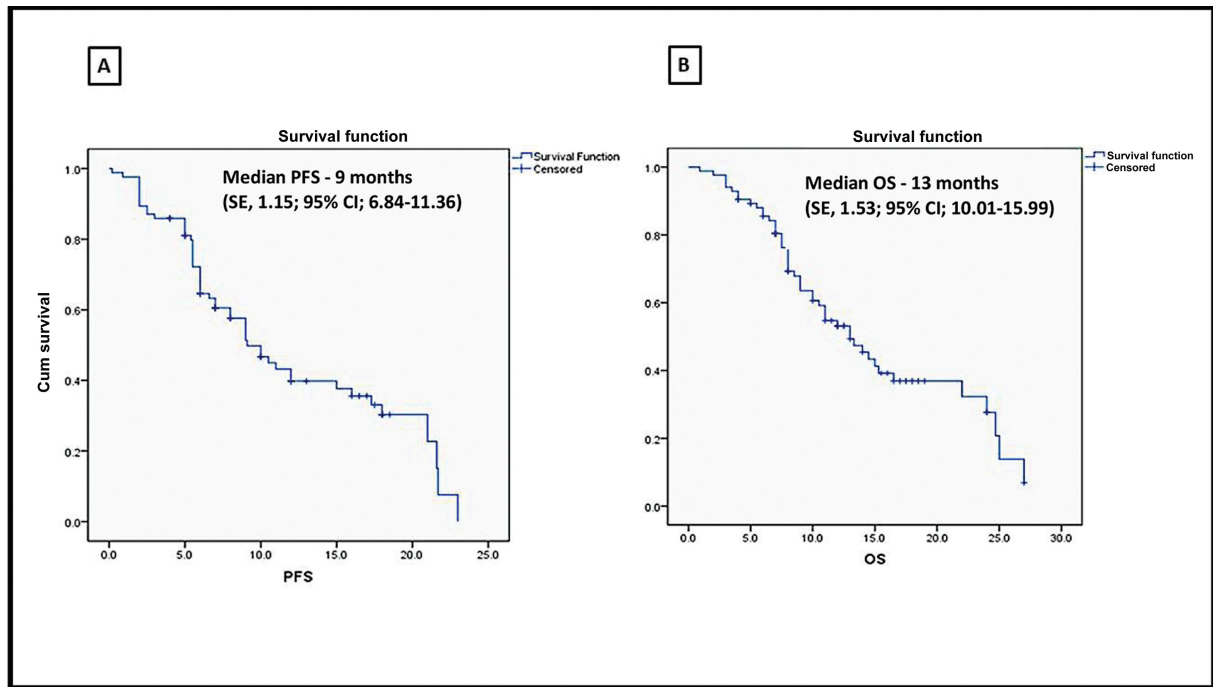 A
Survival function
Survival Function
Censored
Median PFS - 9 months
(SE, 1.15; 95% CI; 6.84-11.36)
Cum survival
1.0
0.8
0.6
0.4
0.2
0.0
0.0 5.0 10.0 15.0 20.0 25.0
PFS
B
Survival function
Survival function
Censored
Median OS - 13 months
(SE, 1.53; 95% CI; 10.01-15.99)
1.0
0.8
0.6
0.4
0.2
0.0
0.0 5.0 10.0 15.0 20.0 25.0 30.0
OS